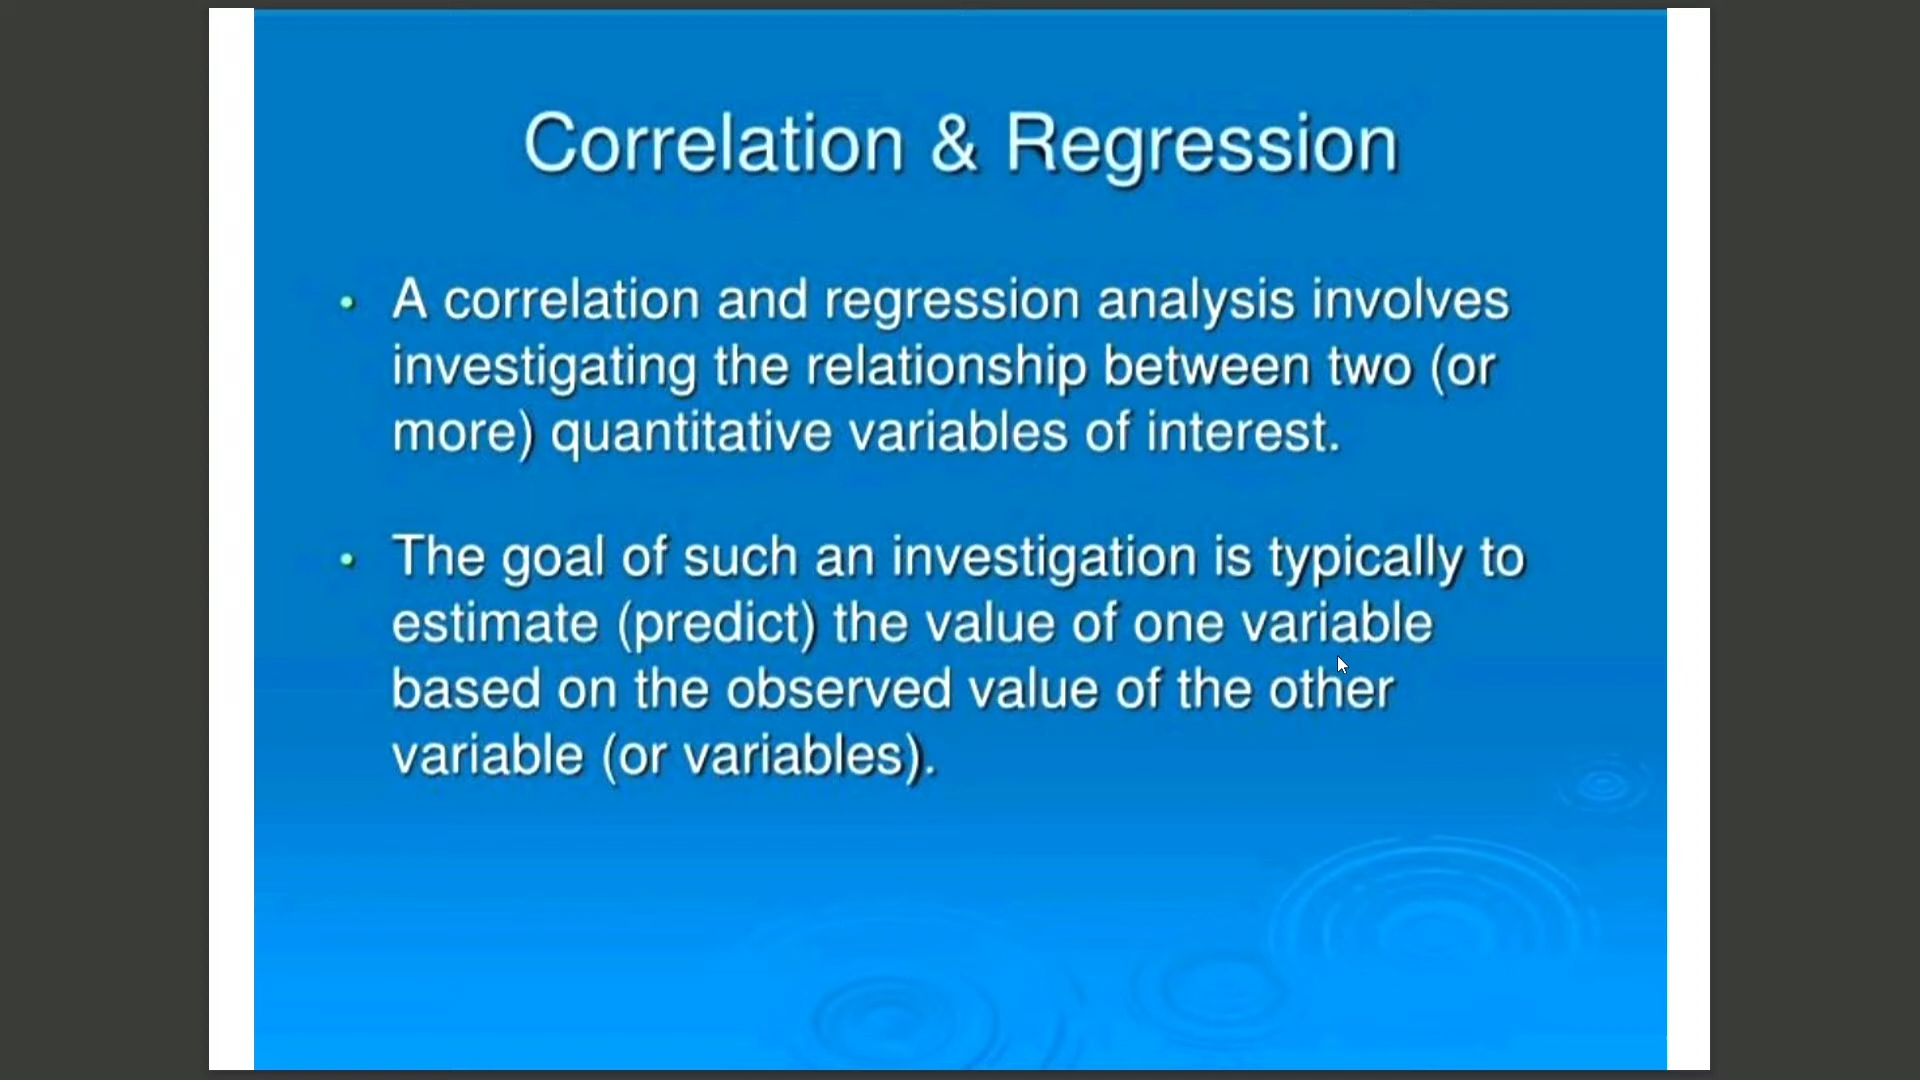 Correlation & Regression
• A correlation and regression analysis involves
investigating the relationship between two (or
more) quantitative variables of interest.
• The goal of such an investigation is typically to
estimate (predict) the value of one variable
based on the observed value of the other
variable (or variables).